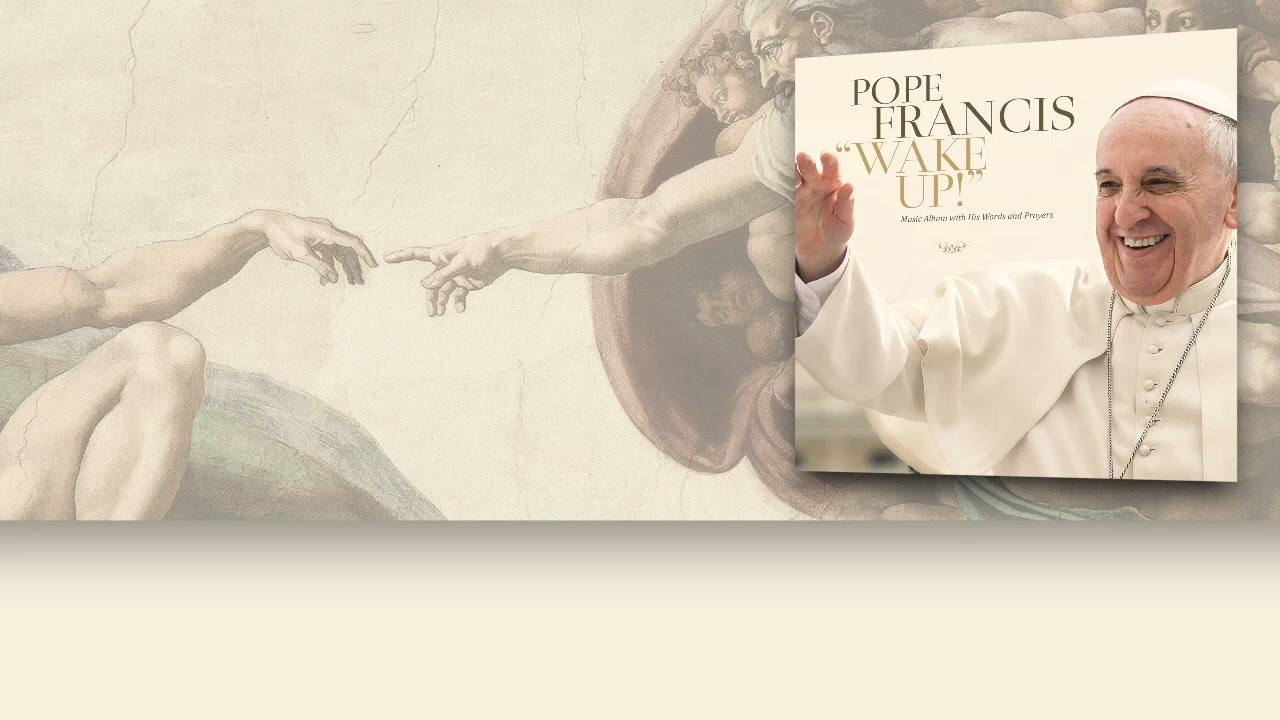 POPE
FRANCIS
“WAKE
UP!”
Music Album with His Words and Prayers